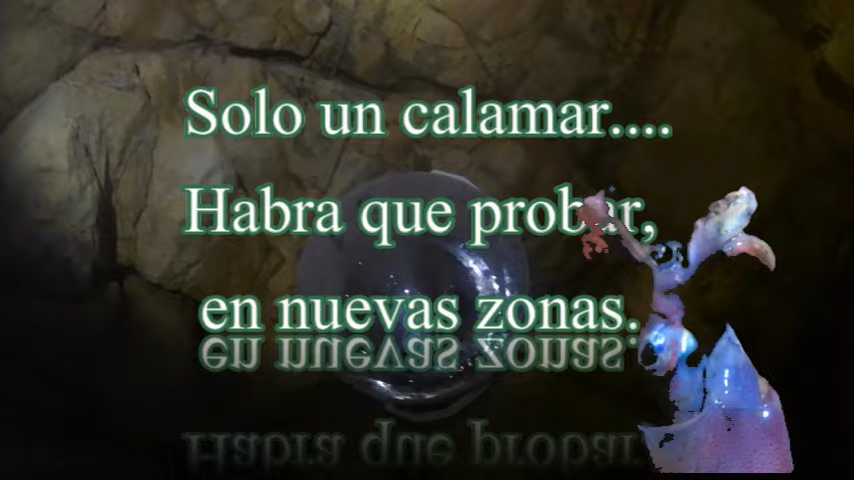 Solo un calamar....
Habra que probar,
en nuevas zonas.